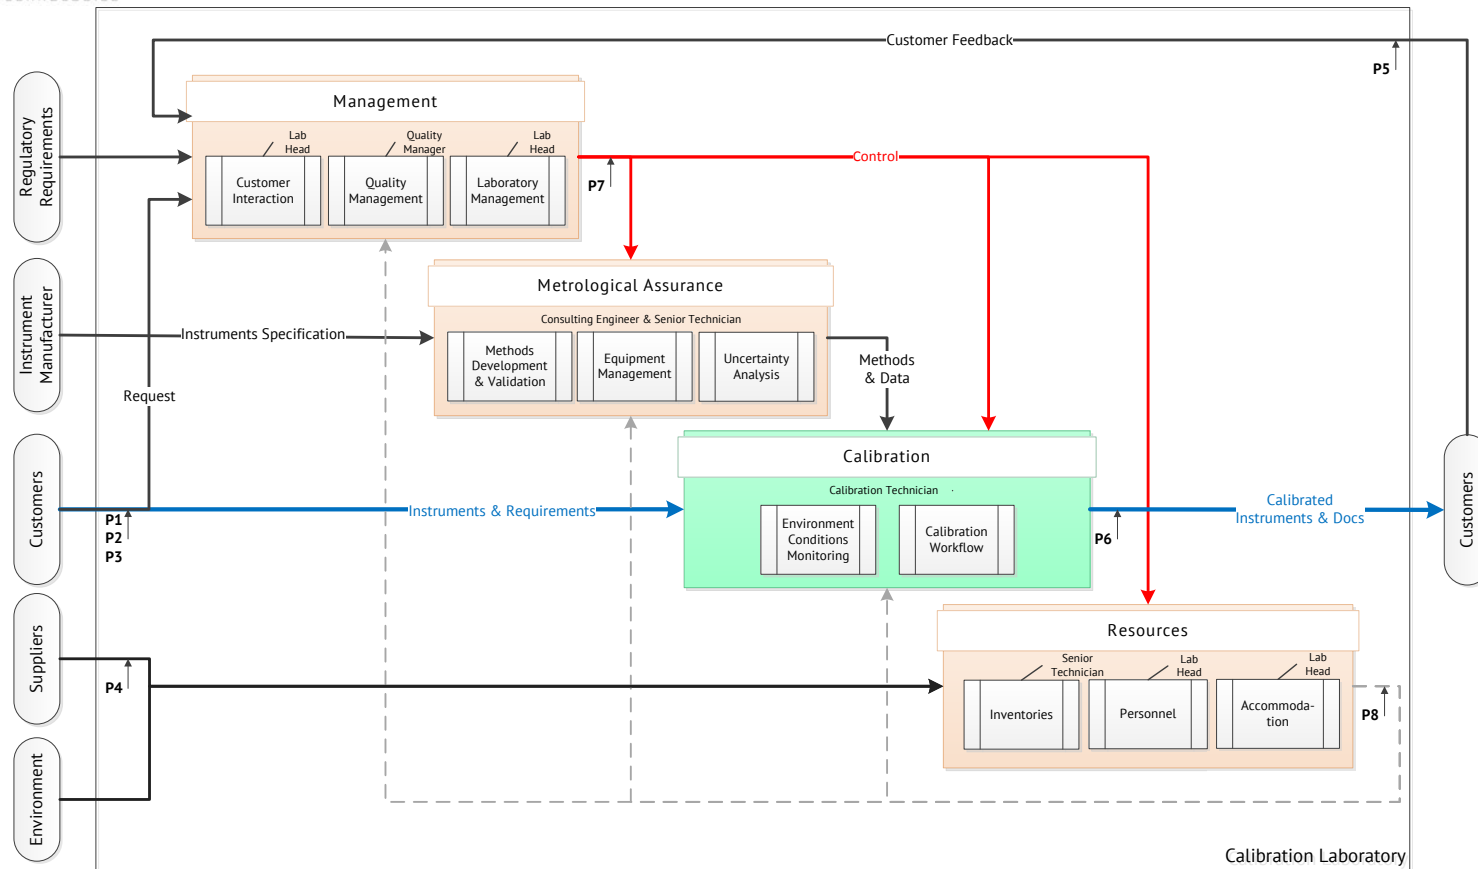 Customer Feedback
P5
Regulatory
Requirements
Management
Lab
Head
Quality
Manager
Lab
Head
Customer
Interaction
Quality
Management
Laboratory
Management
Control
P7
Instrument
Manufacturer
Instruments Specification
Metrological Assurance
Consulting Engineer & Senior Technician
Methods
Development
& Validation
Equipment
Management
Uncertainty
Analysis
Methods
& Data
Request
Customers
P1
P2
P3
Instruments & Requirements
Calibration
Calibration Technician
Environment
Conditions
Monitoring
Calibration
Workflow
P6
Calibrated
Instruments & Docs
Customers
Suppliers
P4
Resources
Senior
Technician
Lab
Head
Lab
Head
Inventories
Personnel
Accommoda-
tion
P8
Environment
Calibration Laboratory